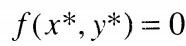 f(x*, y*) = 0